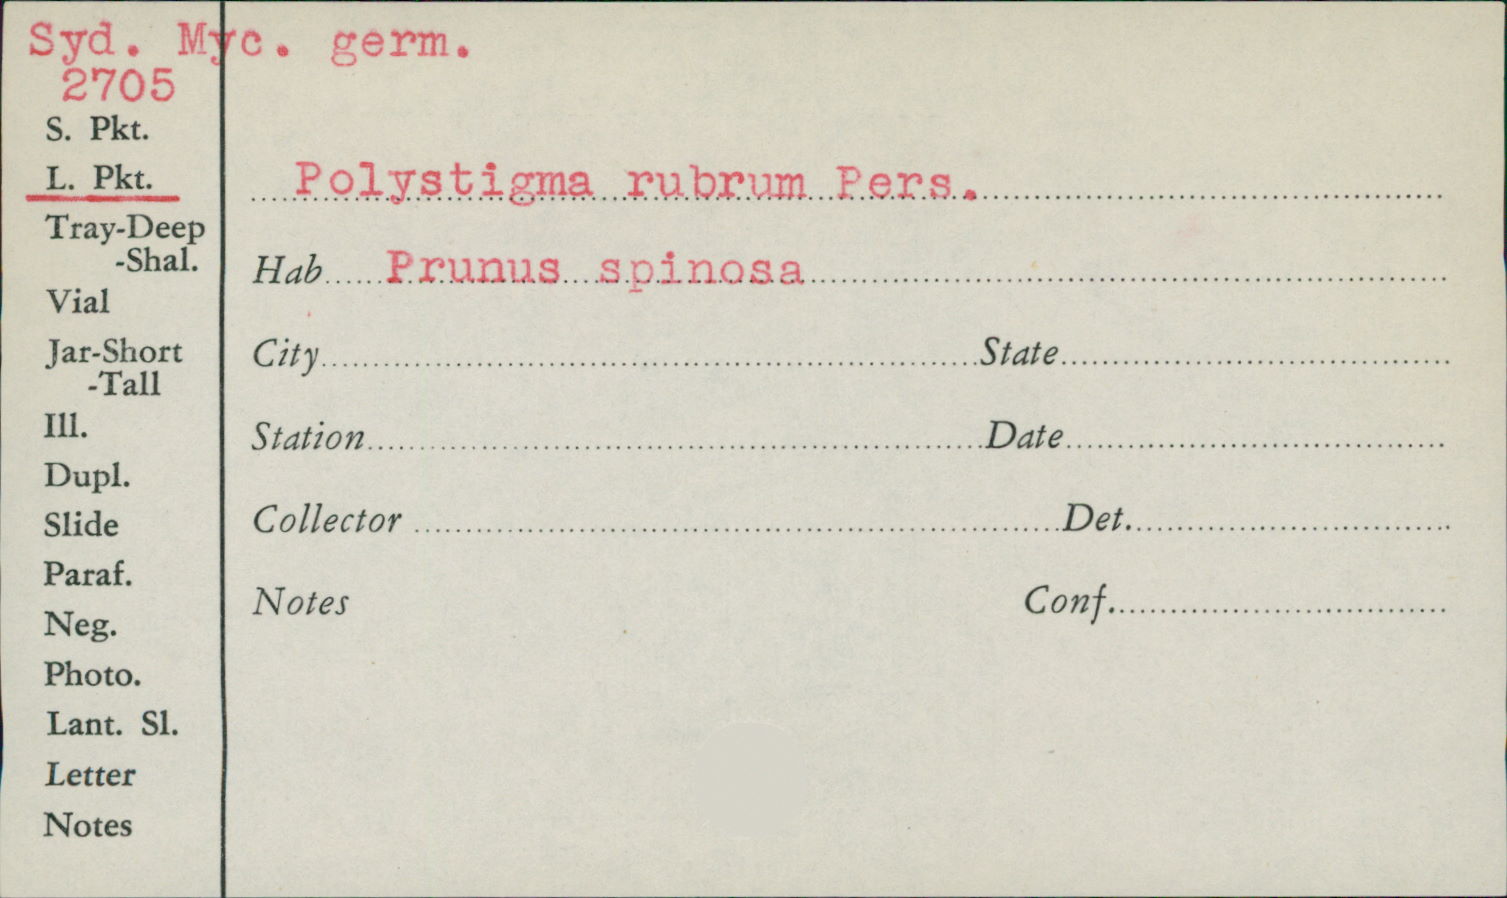 Syd. Myc. germ.
2705
S. Pkt.
L. Pkt.
Tray-Deep
-Shal.
Vial
Jar-Short
-Tall
Ill.
Dupl.
Slide
Paraf.
Neg.
Photo.
Lant. Sl.
Letter
Notes
Polystigma rubrum Pers.
Hab Prunus spinosa
City State
Station Date
Collector Det.
Notes Conf.